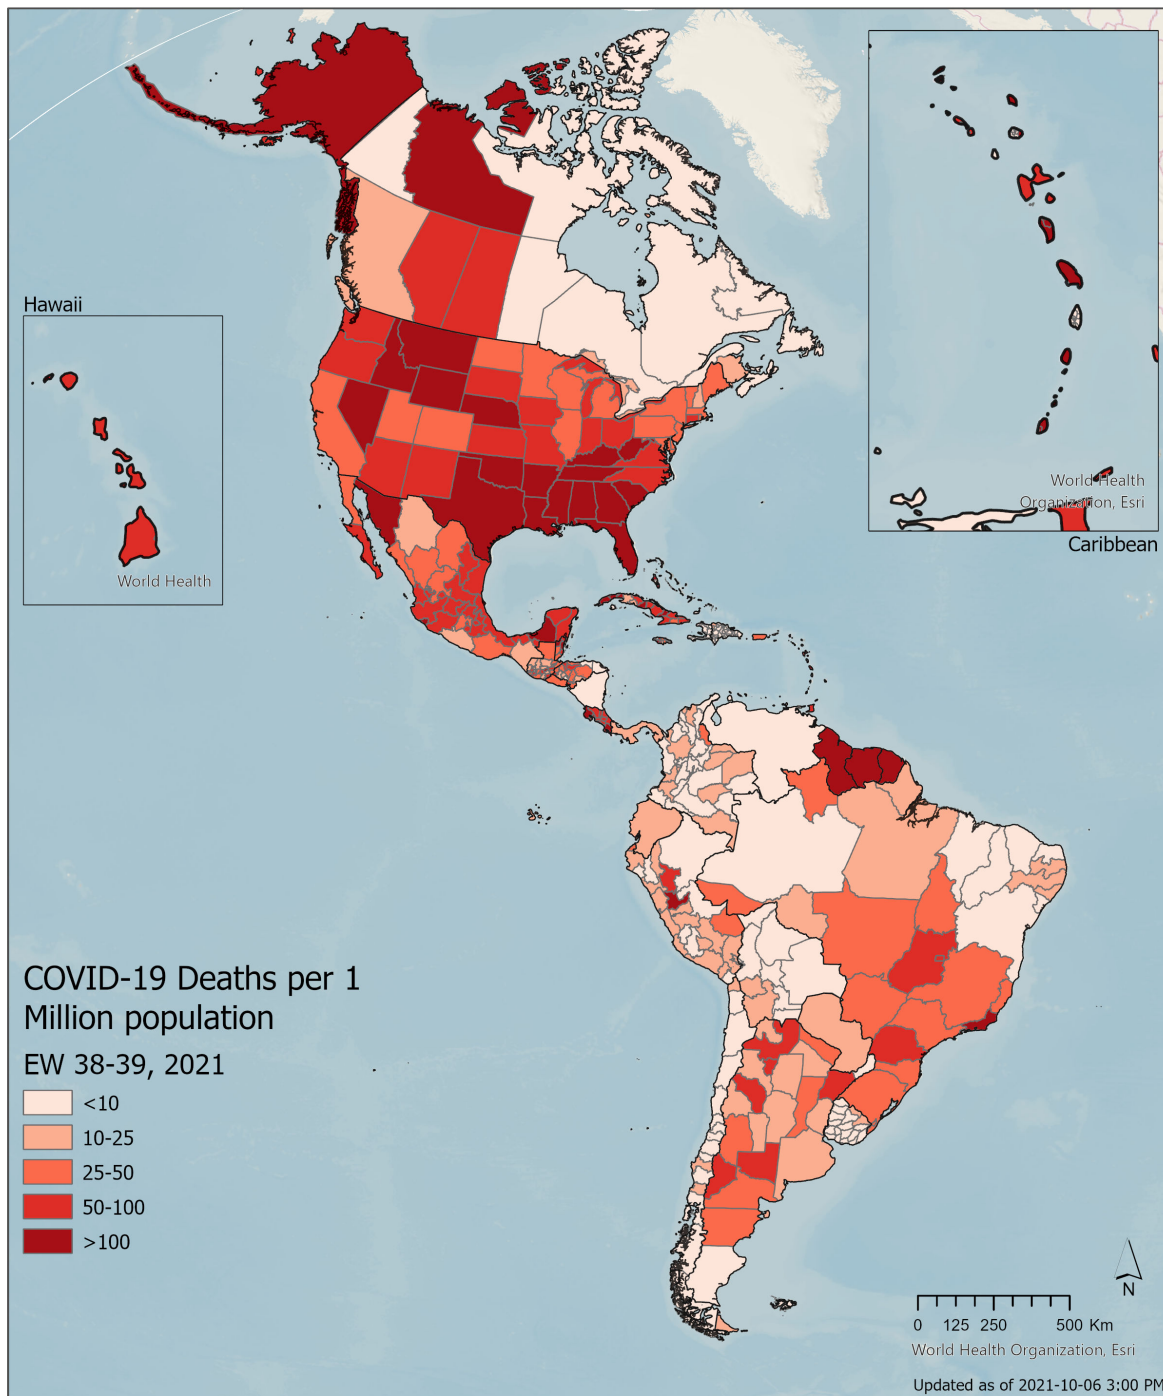 Hawaii
World Health
World Health
Organization, Esri
Caribbean
COVID-19 Deaths per 1
Million population
EW 38-39, 2021
<10
10-25
25-50
50-100
>100
N
0 125 250 500 Km
World Health Organization, Esri
Updated as of 2021-10-06 3:00 PM